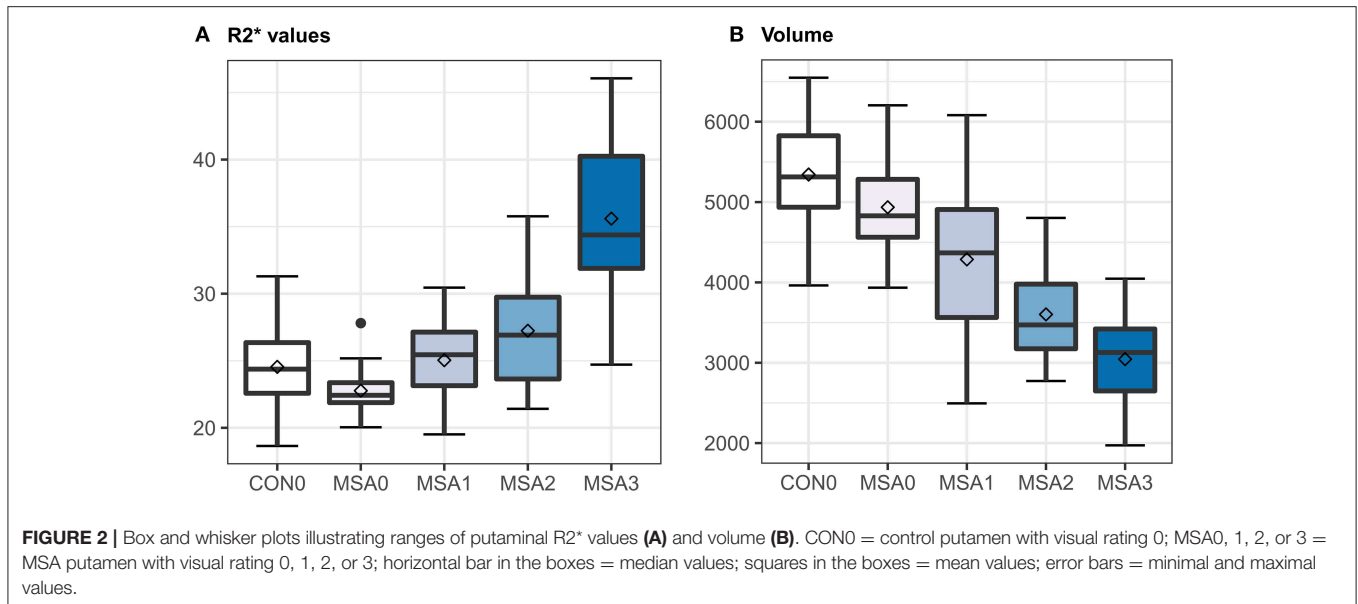 A R2* values
40
30
20
CON0 MSA0 MSA1 MSA2 MSA3
B Volume
6000
5000
4000
3000
2000
CON0 MSA0 MSA1 MSA2 MSA3
FIGURE 2 | Box and whisker plots illustrating ranges of putaminal R2* values (A) and volume (B). CON0 = control putamen with visual rating 0; MSA0, 1, 2, or 3 =
MSA putamen with visual rating 0, 1, 2, or 3; horizontal bar in the boxes = median values; squares in the boxes = mean values; error bars = minimal and maximal
values.